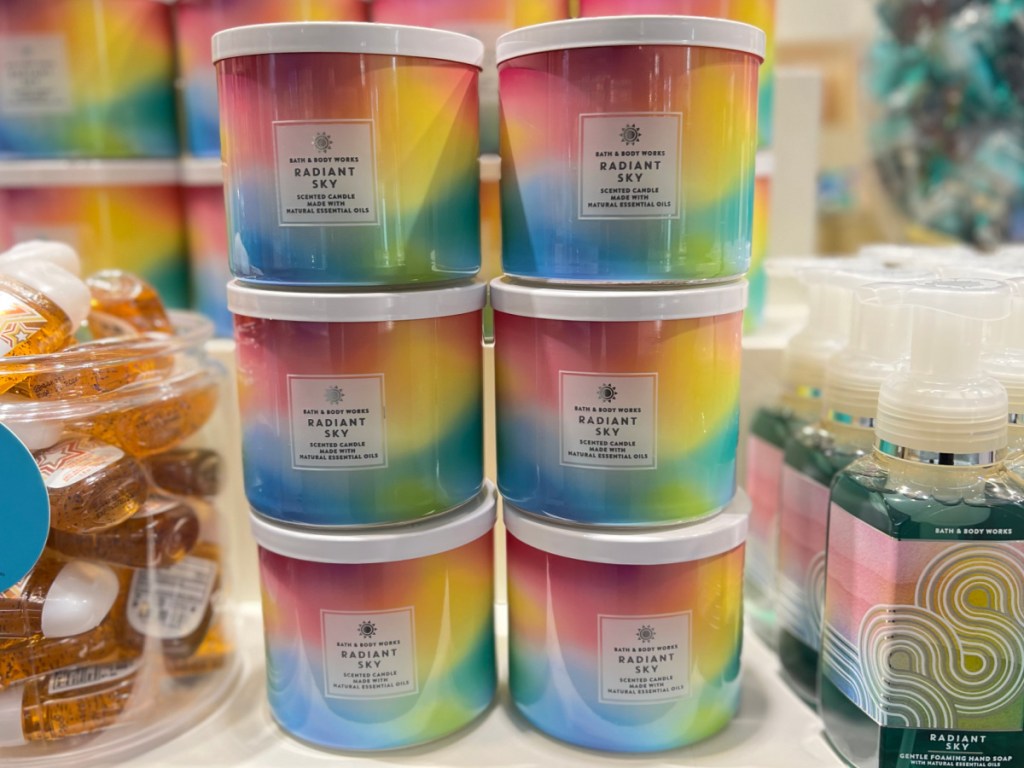 BATH & BODY WORKS
RADIANT
SKY
SCENTED CANDLE
MADE WITH
NATURAL ESSENTIAL OILS
BATH & BODY WORKS
RADIANT
SKY
SCENTED CANDLE
MADE WITH
NATURAL ESSENTIAL OILS
BATH & BODY WORKS
RADIANT
SKY
SCENTED CANDLE
MADE WITH
NATURAL ESSENTIAL OILS
BATH & BODY WORKS
RADIANT
SKY
SCENTED CANDLE
MADE WITH
NATURAL ESSENTIAL OILS
BATH & BODY WORKS
RADIANT
SKY
SCENTED CANDLE
MADE WITH
NATURAL ESSENTIAL OILS
BATH & BODY WORKS
RADIANT
SKY
SCENTED CANDLE
MADE WITH
NATURAL ESSENTIAL OILS
BATH & BODY WORKS
RADIANT
SKY
GENTLE FOAMING HAND SOAP
WITH NATURAL ESSENTIAL OILS